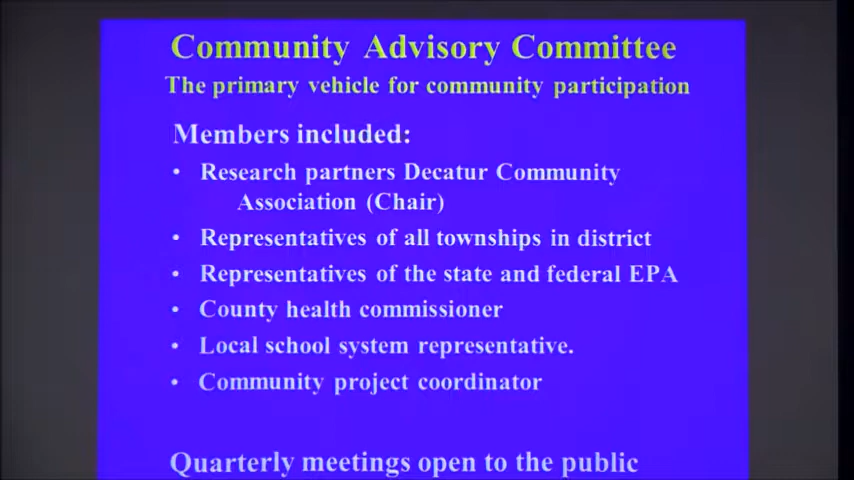 Community Advisory Committee
The primary vehicle for community participation
Members included:
• Research partners Decatur Community
Association (Chair)
• Representatives of all townships in district
• Representatives of the state and federal EPA
• County health commissioner
• Local school system representative.
• Community project coordinator
Quarterly meetings open to the public